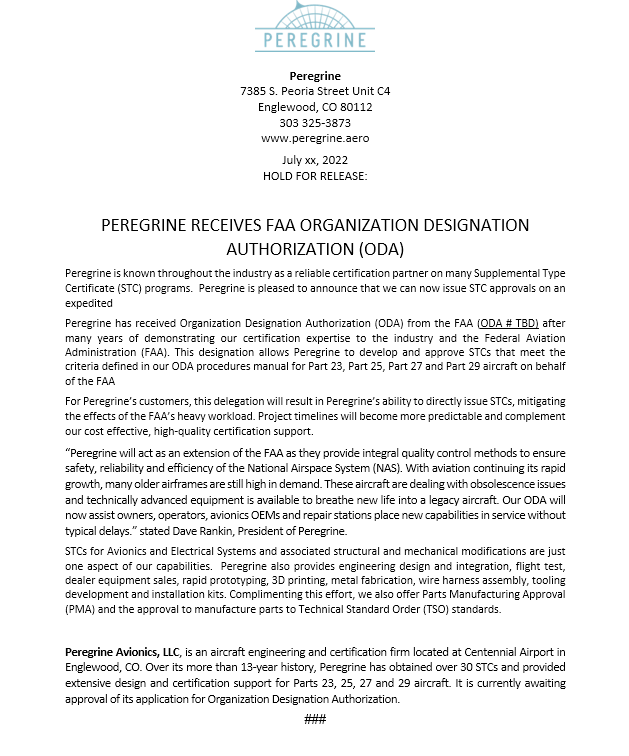 PEREGRINE
Peregrine
7385 S. Peoria Street Unit C4
Englewood, CO 80112
303 325-3873
www.peregrine.aero
July xx, 2022
HOLD FOR RELEASE:
PEREGRINE RECEIVES FAA ORGANIZATION DESIGNATION
AUTHORIZATION (ODA)
Peregrine is known throughout the industry as a reliable certification partner on many Supplemental Type
Certificate (STC) programs.  Peregrine is pleased to announce that we can now issue STC approvals on an
expedited
Peregrine has received Organization Designation Authorization (ODA) from the FAA (ODA # TBD) after
many years of demonstrating our certification expertise to the industry and the Federal Aviation
Administration (FAA). This designation allows Peregrine to develop and approve STCs that meet the
criteria defined in our ODA procedures manual for Part 23, Part 25, Part 27 and Part 29 aircraft on behalf
of the FAA
For Peregrine's customers, this delegation will result in Peregrine's ability to directly issue STCs, mitigating
the effects of the FAA's heavy workload. Project timelines will become more predictable and complement
our cost effective, high-quality certification support.
“Peregrine will act as an extension of the FAA as they provide integral quality control methods to ensure
safety, reliability and efficiency of the National Airspace System (NAS). With aviation continuing its rapid
growth, many older airframes are still high in demand. These aircraft are dealing with obsolescence issues
and technically advanced equipment is available to breathe new life into a legacy aircraft. Our ODA will
now assist owners, operators, avionics OEMs and repair stations place new capabilities in service without
typical delays.” stated Dave Rankin, President of Peregrine.
STCs for Avionics and Electrical Systems and associated structural and mechanical modifications are just
one aspect of our capabilities.  Peregrine also provides engineering design and integration, flight test,
dealer equipment sales, rapid prototyping, 3D printing, metal fabrication, wire harness assembly, tooling
development and installation kits. Complimenting this effort, we also offer Parts Manufacturing Approval
(PMA) and the approval to manufacture parts to Technical Standard Order (TSO) standards.
Peregrine Avionics, LLC, is an aircraft engineering and certification firm located at Centennial Airport in
Englewood, CO. Over its more than 13-year history, Peregrine has obtained over 30 STCs and provided
extensive design and certification support for Parts 23, 25, 27 and 29 aircraft. It is currently awaiting
approval of its application for Organization Designation Authorization.
###